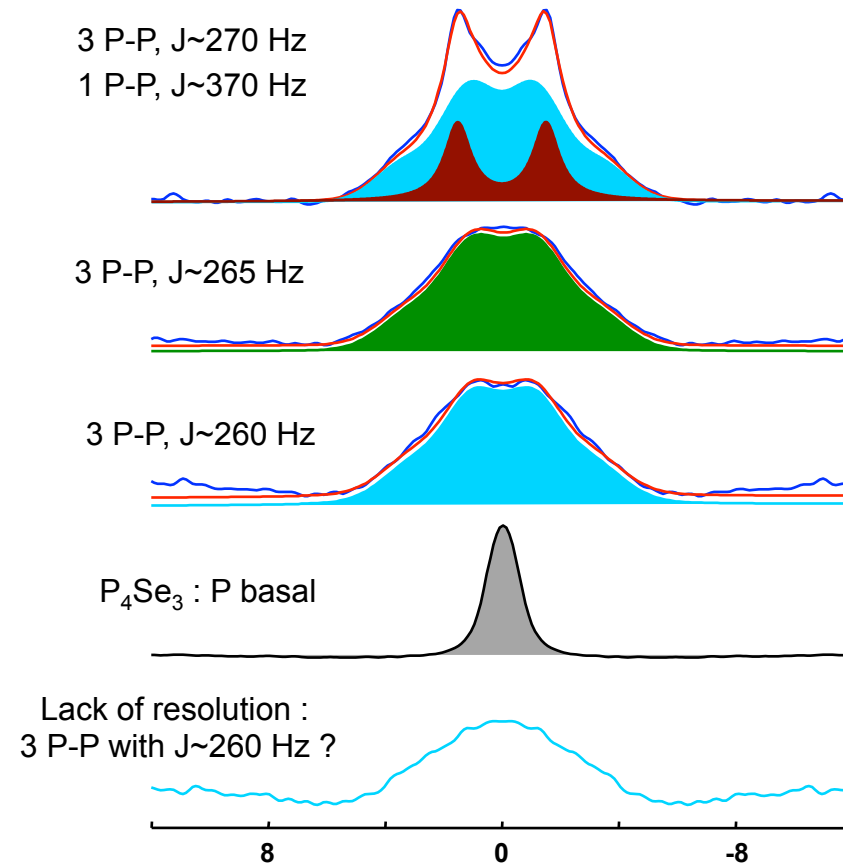 3 P-P, J~270 Hz
1 P-P, J~370 Hz
3 P-P, J~265 Hz
3 P-P, J~260 Hz
P₄Se₃ : P basal
Lack of resolution :
3 P-P with J~260 Hz ?
8 0 -8